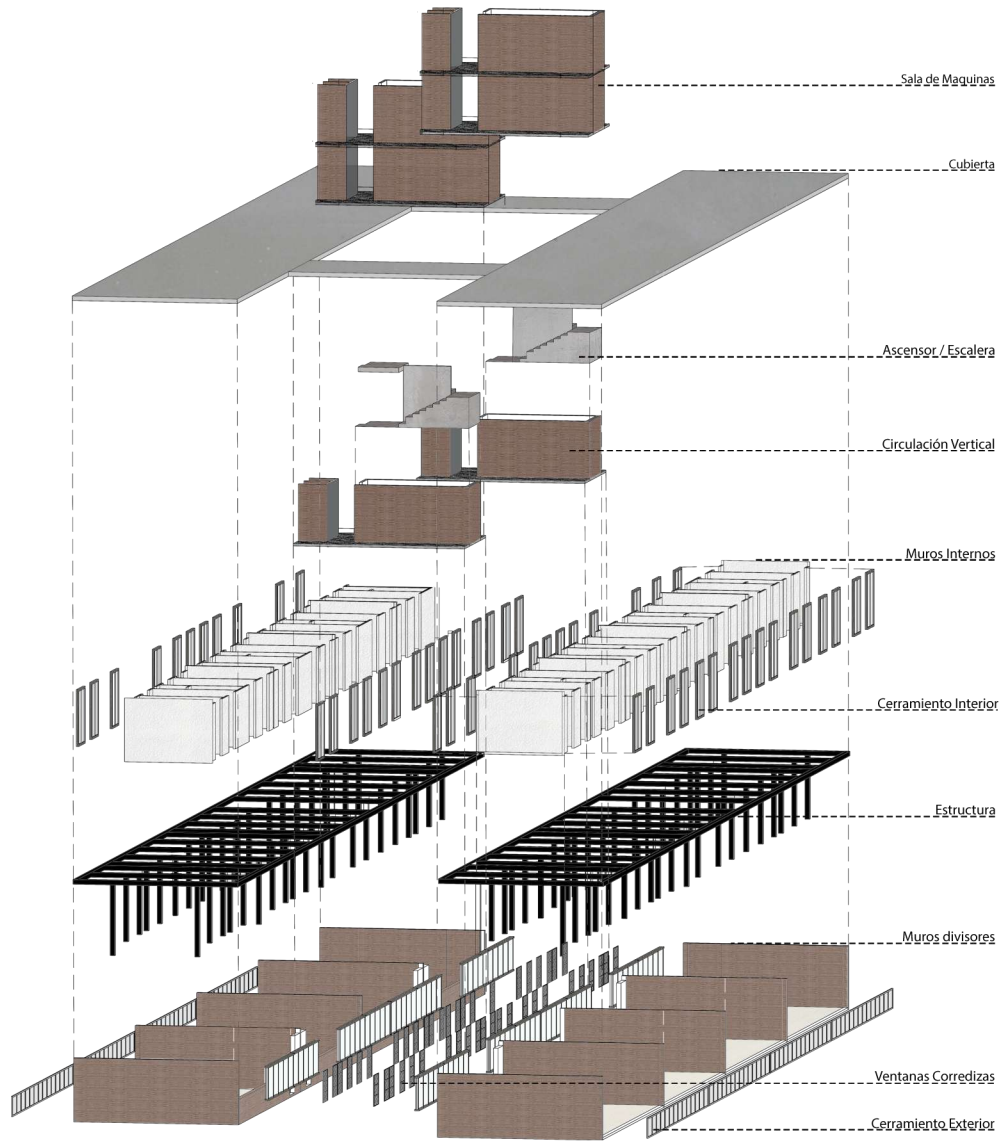 Sala de Maquinas
Cubierta
Ascensor / Escalera
Circulación Vertical
Muros Internos
Cerramiento Interior
Estructura
Muros divisores
Ventanas Corredizas
Cerramiento Exterior